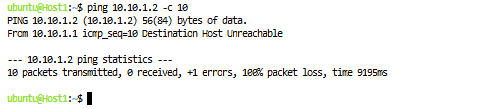 ubuntu@Host1:~$ ping 10.10.1.2 -c 10
PING 10.10.1.2 (10.10.1.2) 56(84) bytes of data.
From 10.10.1.1 icmp_seq=10 Destination Host Unreachable

--- 10.10.1.2 ping statistics ---
10 packets transmitted, 0 received, +1 errors, 100% packet loss, time 9195ms

ubuntu@Host1:~$